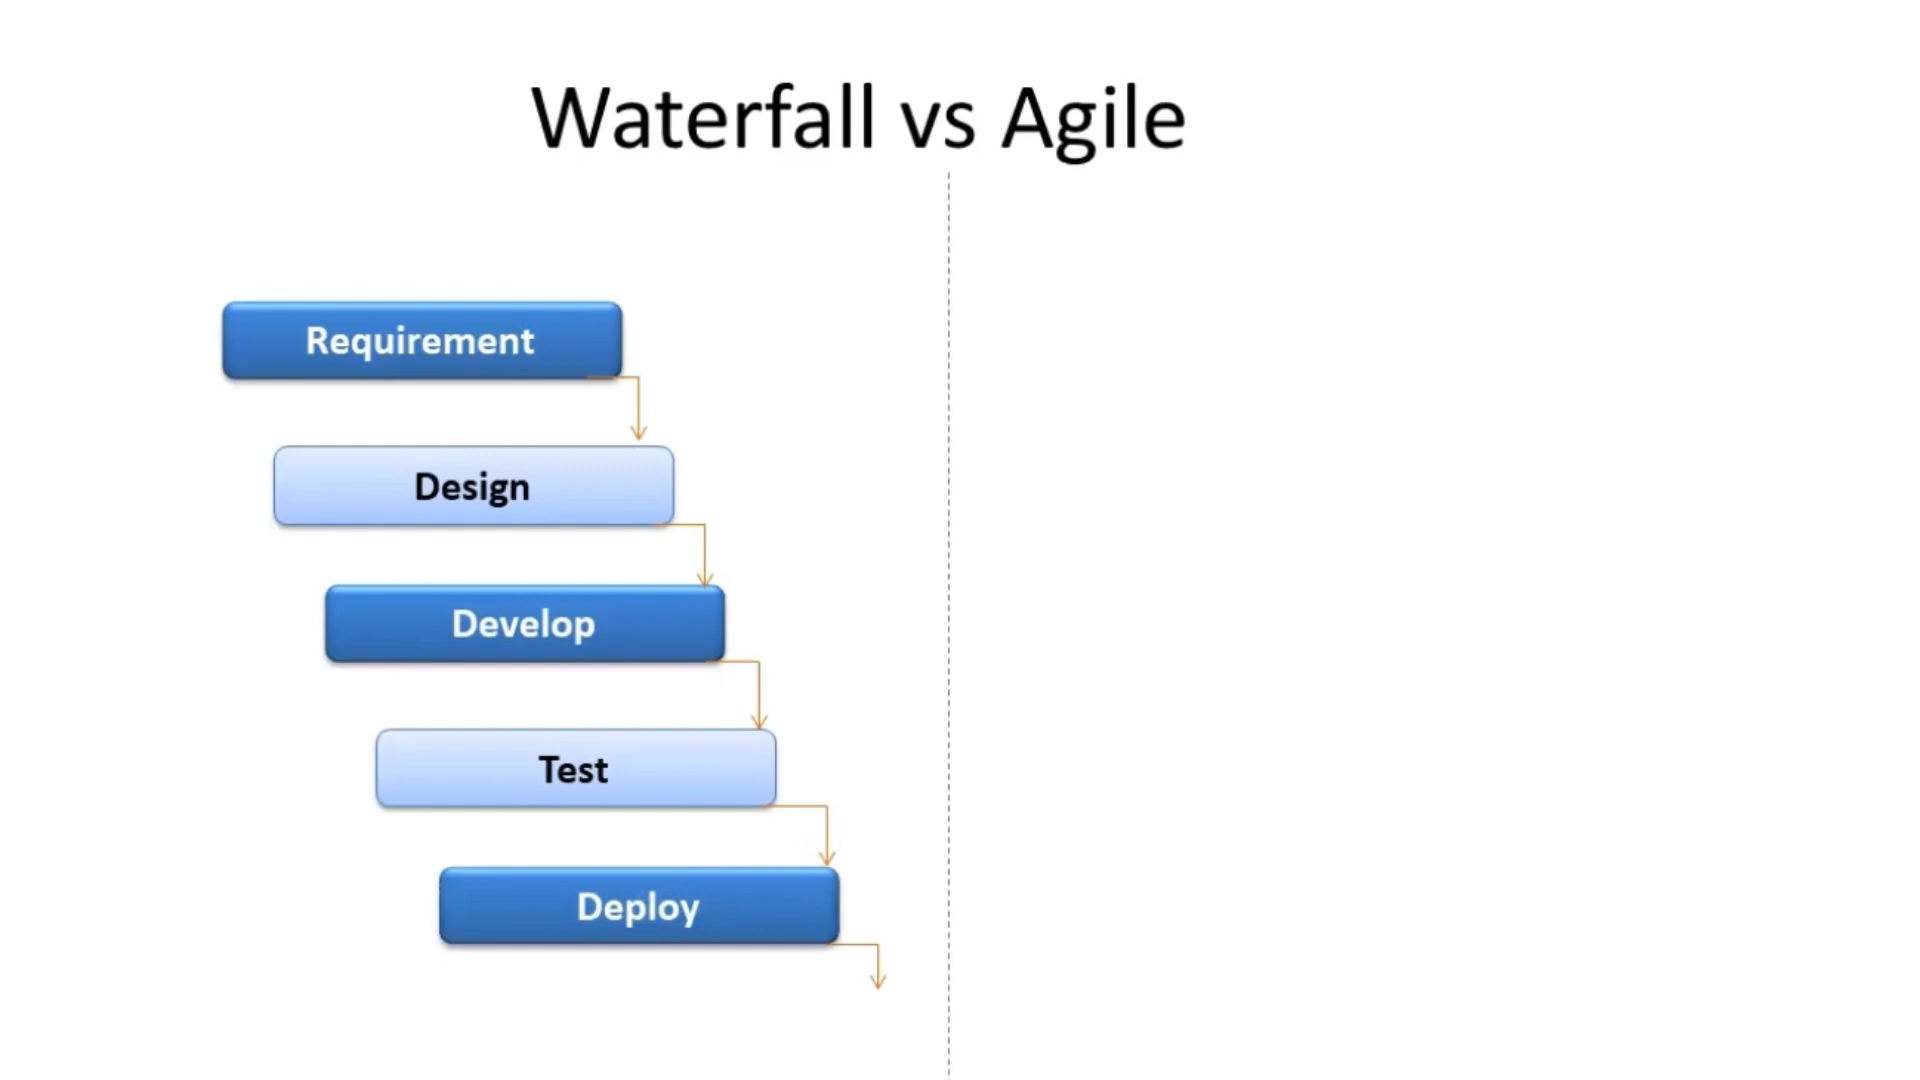 Waterfall vs Agile
Requirement
Design
Develop
Test
Deploy